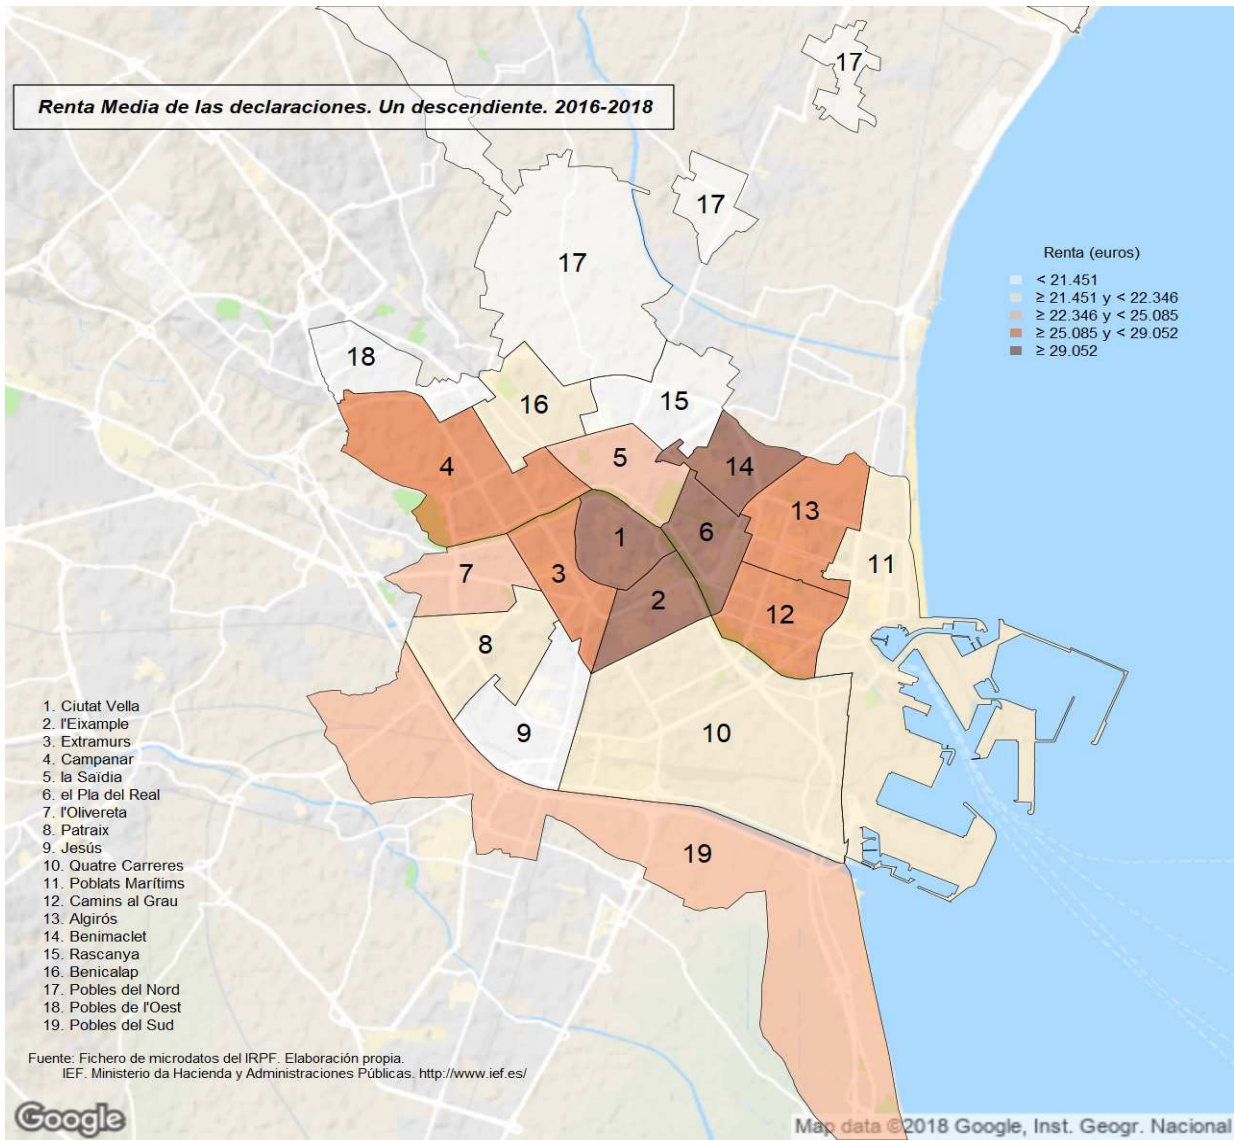 Renta Media de las declaraciones. Un descendiente. 2016-2018
17
17
17
Renta (euros)
< 21.451
≥ 21.451 y < 22.346
≥ 22.346 y < 25.085
≥ 25.085 y < 29.052
≥ 29.052
18
16
15
5
14
4
13
1
6
11
7
3
2
12
8
9
10
19
1. Ciutat Vella
2. l'Eixample
3. Extramurs
4. Campanar
5. la Saïdia
6. el Pla del Real
7. l'Olivereta
8. Patraix
9. Jesús
10. Quatre Carreres
11. Poblats Marítims
12. Camins al Grau
13. Algirós
14. Benimaclet
15. Rascanya
16. Benicalap
17. Pobles del Nord
18. Pobles de l'Oest
19. Pobles del Sud
Fuente: Fichero de microdatos del IRPF. Elaboración propia.
IEF. Ministerio da Hacienda y Administraciones Públicas. http://www.ief.es/
Google
Map data ©2018 Google, Inst. Geogr. Nacional